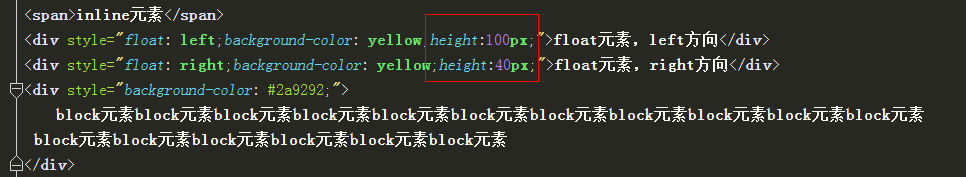 <span>inline元素</span>
<div style="float: left;background-color: yellow;height:100px;">float元素，left方向</div>
<div style="float: right;background-color: yellow;height:40px;">float元素，right方向</div>
<div style="background-color: #2a9292;">
block元素block元素block元素block元素block元素block元素block元素block元素block元素block元素block元素
block元素block元素block元素block元素block元素block元素
</div>